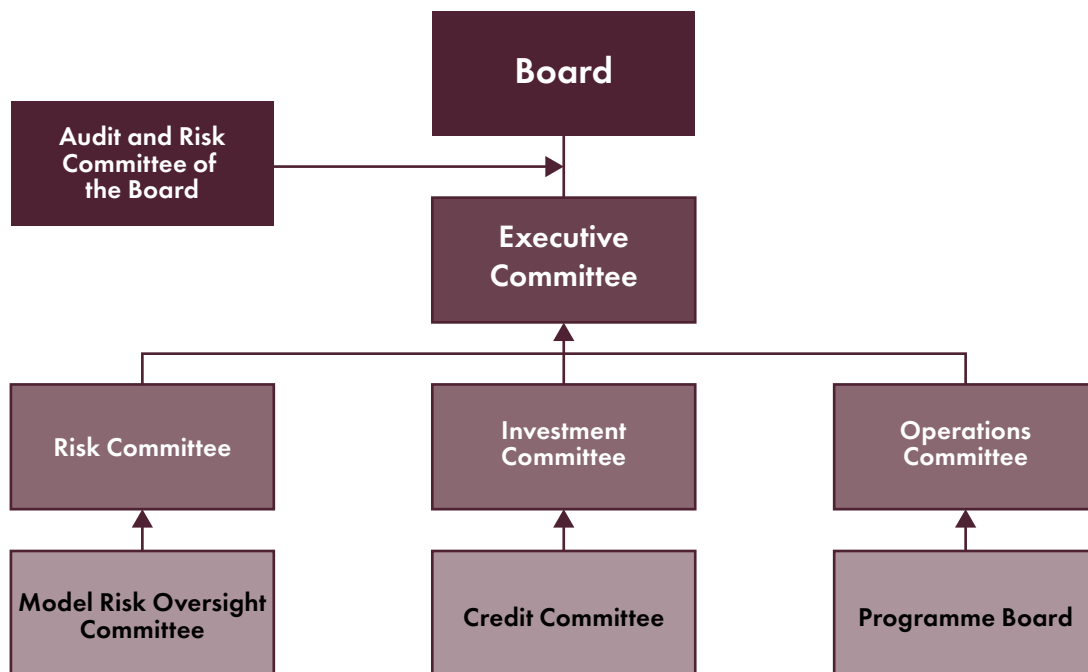 Board
Audit and Risk
Committee of
the Board
Executive
Committee
Risk Committee
Investment
Committee
Operations
Committee
Model Risk Oversight
Committee
Credit Committee
Programme Board